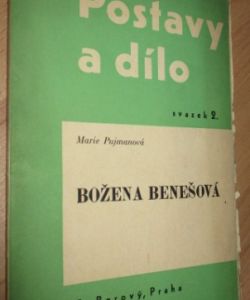 Postavy
a dílo
svazek 2.
Marie Pujmanová
BOŽENA BENEŠOVÁ
Borový, Praha